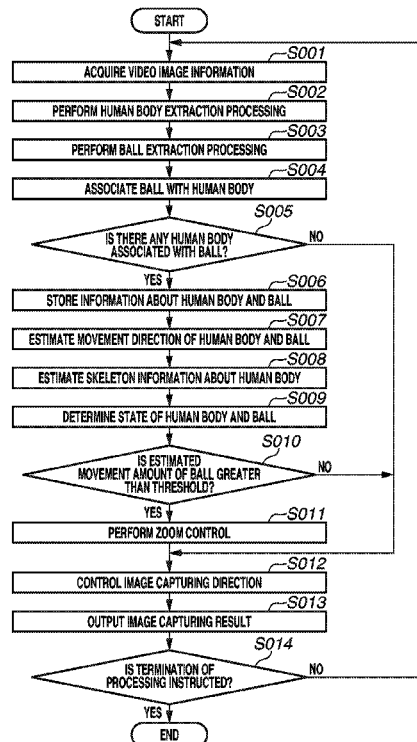 START
S001
ACQUIRE VIDEO IMAGE INFORMATION
S002
PERFORM HUMAN BODY EXTRACTION PROCESSING
S003
PERFORM BALL EXTRACTION PROCESSING
S004
ASSOCIATE BALL WITH HUMAN BODY
S005
IS THERE ANY HUMAN BODY
ASSOCIATED WITH BALL?
NO
YES
S006
STORE INFORMATION ABOUT HUMAN BODY AND BALL
S007
ESTIMATE MOVEMENT DIRECTION OF HUMAN BODY AND BALL
S008
ESTIMATE SKELETON INFORMATION ABOUT HUMAN BODY
S009
DETERMINE STATE OF HUMAN BODY AND BALL
S010
IS ESTIMATED
MOVEMENT AMOUNT OF BALL GREATER
THAN THRESHOLD?
NO
YES
S011
PERFORM ZOOM CONTROL
S012
CONTROL IMAGE CAPTURING DIRECTION
S013
OUTPUT IMAGE CAPTURING RESULT
S014
IS TERMINATION OF
PROCESSING INSTRUCTED?
NO
YES
END